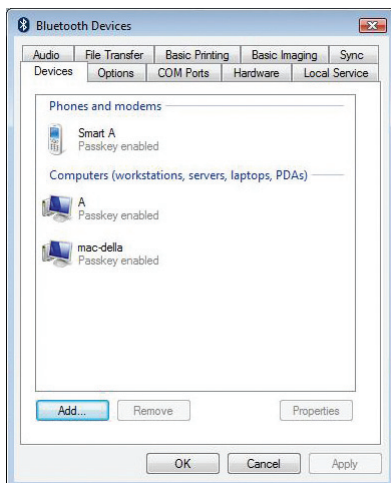 Bluetooth Devices
Audio File Transfer Basic Printing Basic Imaging Sync
Devices Options COM Ports Hardware Local Service
Phones and modems
Smart A
Passkey enabled
Computers (workstations, servers, laptops, PDAs)
A
Passkey enabled
mac-della
Passkey enabled
Add... Remove Properties
OK Cancel Apply